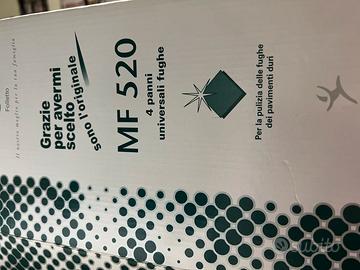 Folletto
Il nostro meglio per la tua famiglia
Grazie
per avermi
scelto
sono l'originale
MF 520
4 panni
universali fughe
Per la pulizia delle fughe
dei pavimenti duri
subito